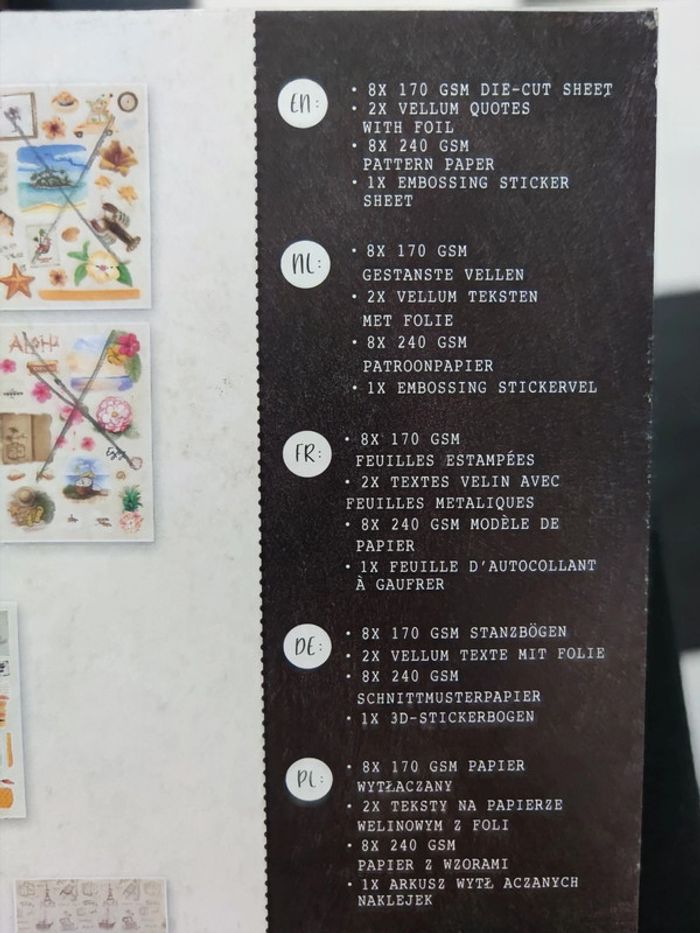 ALOHA
Enjoy
EN:
• 8X 170 GSM DIE-CUT SHEET
• 2X VELLUM QUOTES
WITH FOIL
• 8X 240 GSM
PATTERN PAPER
• 1X EMBOSSING STICKER
SHEET
NL:
• 8X 170 GSM
GESTANSTE VELLEN
• 2X VELLUM TEKSTEN
MET FOLIE
• 8X 240 GSM
PATROONPAPIER
• 1X EMBOSSING STICKERVEL
FR:
• 8X 170 GSM
FEUILLES ESTAMPÉES
• 2X TEXTES VELIN AVEC
FEUILLES METALIQUES
• 8X 240 GSM MODÈLE DE
PAPIER
• 1X FEUILLE D'AUTOCOLLANT
À GAUFRER
DE:
• 8X 170 GSM STANZBÖGEN
• 2X VELLUM TEXTE MIT FOLIE
• 8X 240 GSM
SCHNITTMUSTERPAPIER
• 1X 3D-STICKERBOGEN
PL:
• 8X 170 GSM PAPIER
WYTŁACZANY
• 2X TEKSTY NA PAPIERZE
WELINOWYM Z FOLI
• 8X 240 GSM
PAPIER Z WZORAMI
• 1X ARKUSZ WYTŁ ACZANYCH
NAKLEJEK